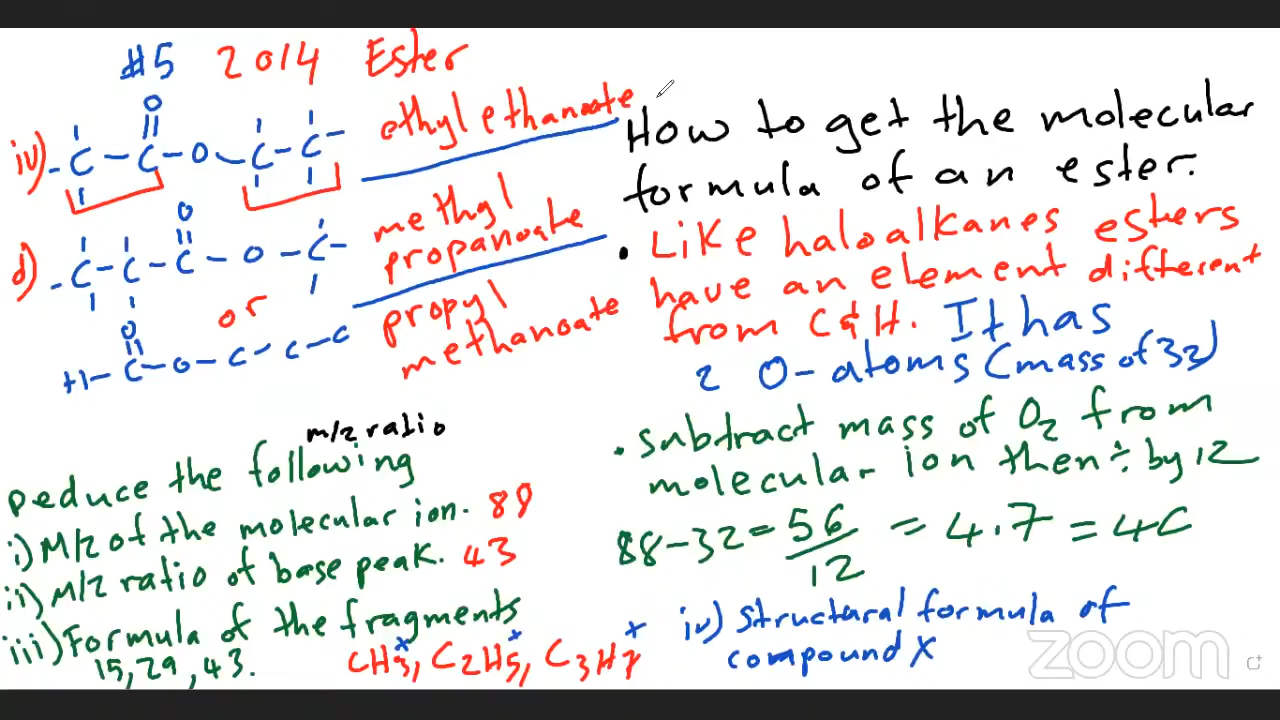 #5 2014 Ester
iv) - C - C - O - C - C -
O
ethyl ethanoate
d) - C - C - C - O - C -
O
methyl
propanoate
or
O
H - C - O - C - C - C
propyl
methanoate
How to get the molecular
formula of an ester.
• Like haloalkanes esters
have an element different
from C & H. It has
2 O-atoms (mass of 32)
• subtract mass of O2 from
molecular ion then ÷ by 12
88-32 = 56/12 = 4.7 = 4C
m/z ratio
Deduce the following
i) M/z of the molecular ion. 88
ii) M/z ratio of base peak. 43
iii) Formula of the fragments
15, 29, 43. CH3+, C2H5+, C3H7+
iv) Structural formula of
compound X
zoom